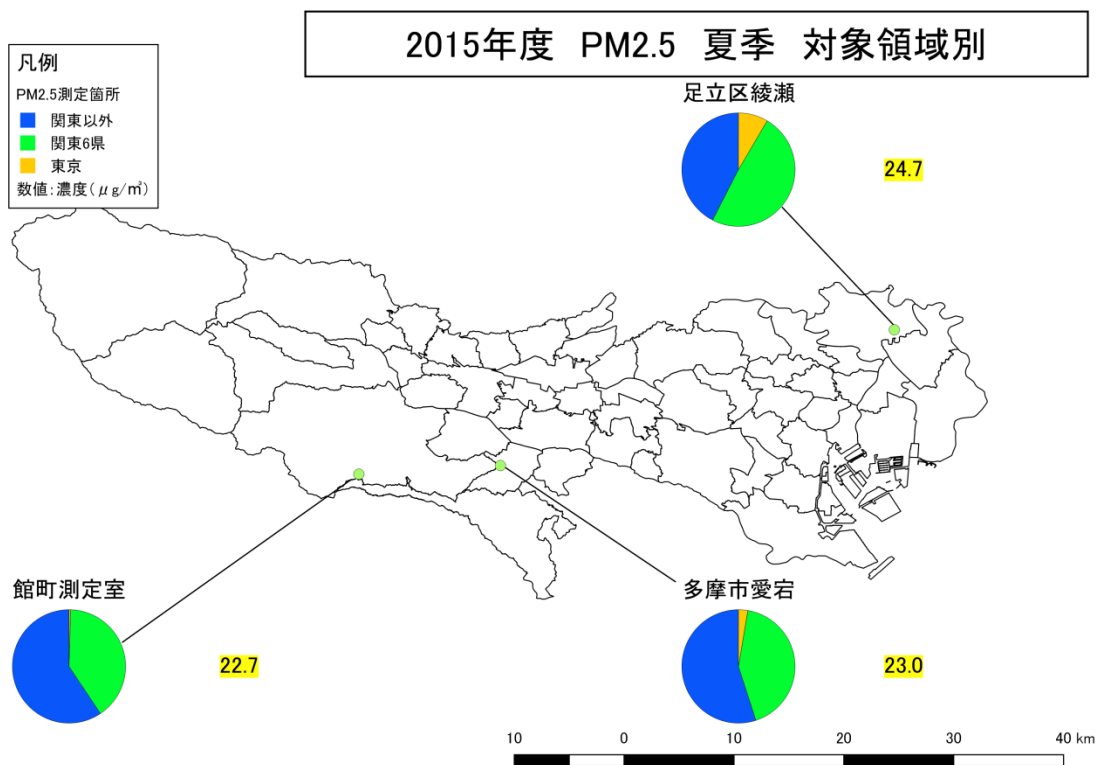 2015年度 PM2.5 夏季 対象領域別
凡例
PM2.5測定箇所
関東以外
関東6県
東京
数値:濃度(μg/㎥)
足立区綾瀬
24.7
館町測定室
22.7
多摩市愛宕
23.0
10 0 10 20 30 40 km